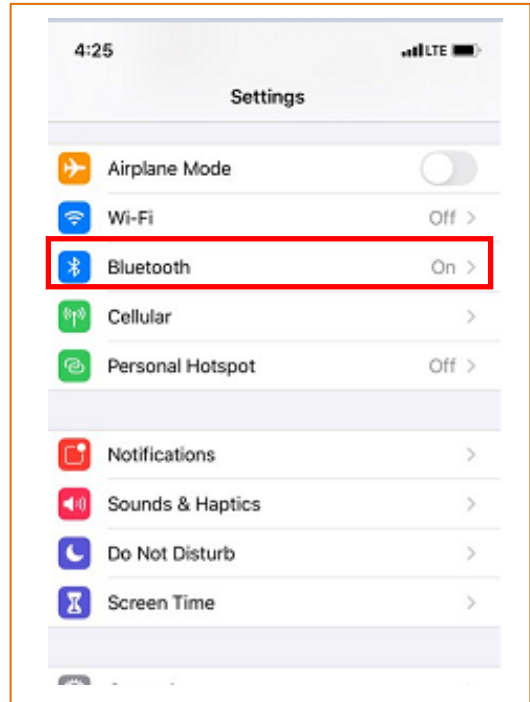 4:25 LTE
Settings
Airplane Mode
Wi-Fi Off
Bluetooth On
Cellular
Personal Hotspot Off
Notifications
Sounds & Haptics
Do Not Disturb
Screen Time